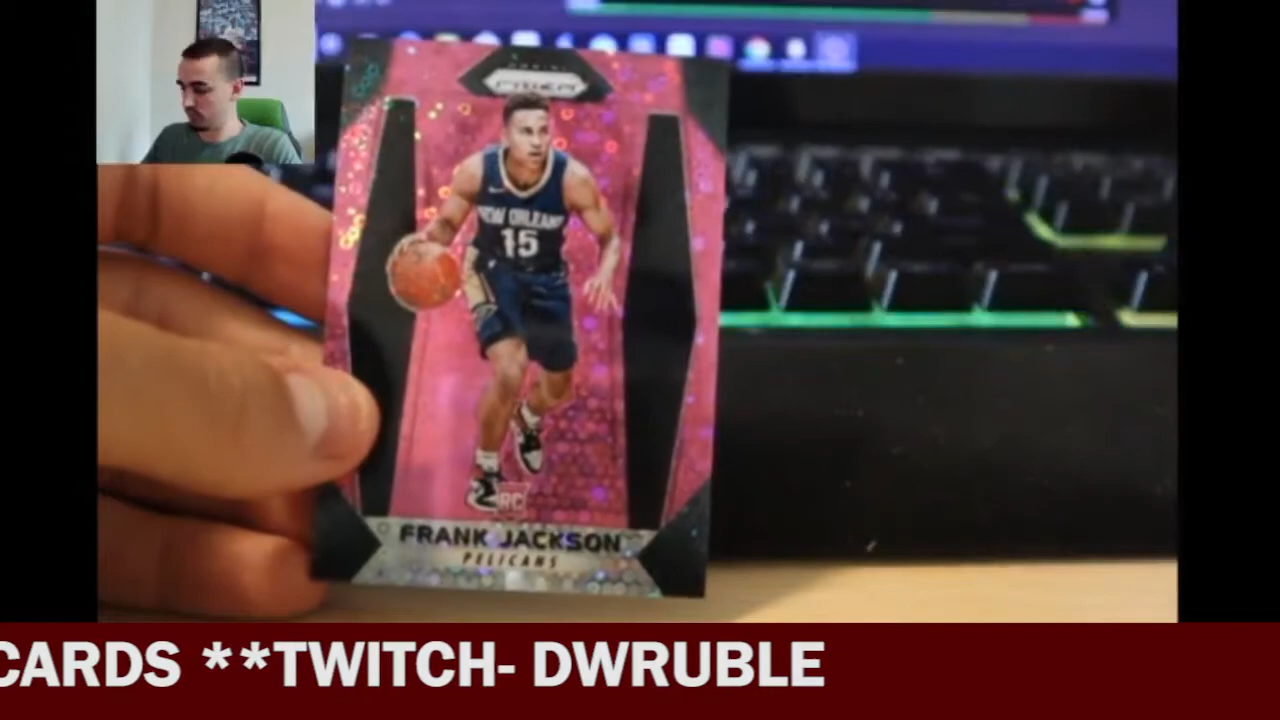 PRIZM
NEW ORLEANS
15
RC
FRANK JACKSON
PELICANS
CARDS **TWITCH- DWRUBLE